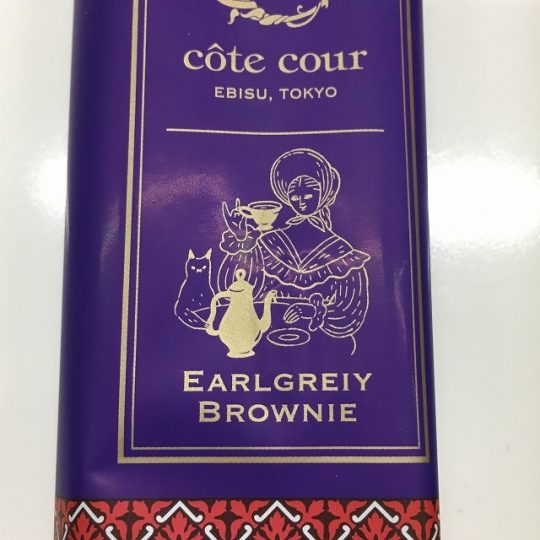 côte cour
EBISU, TOKYO
EARLGREIY
BROWNIE